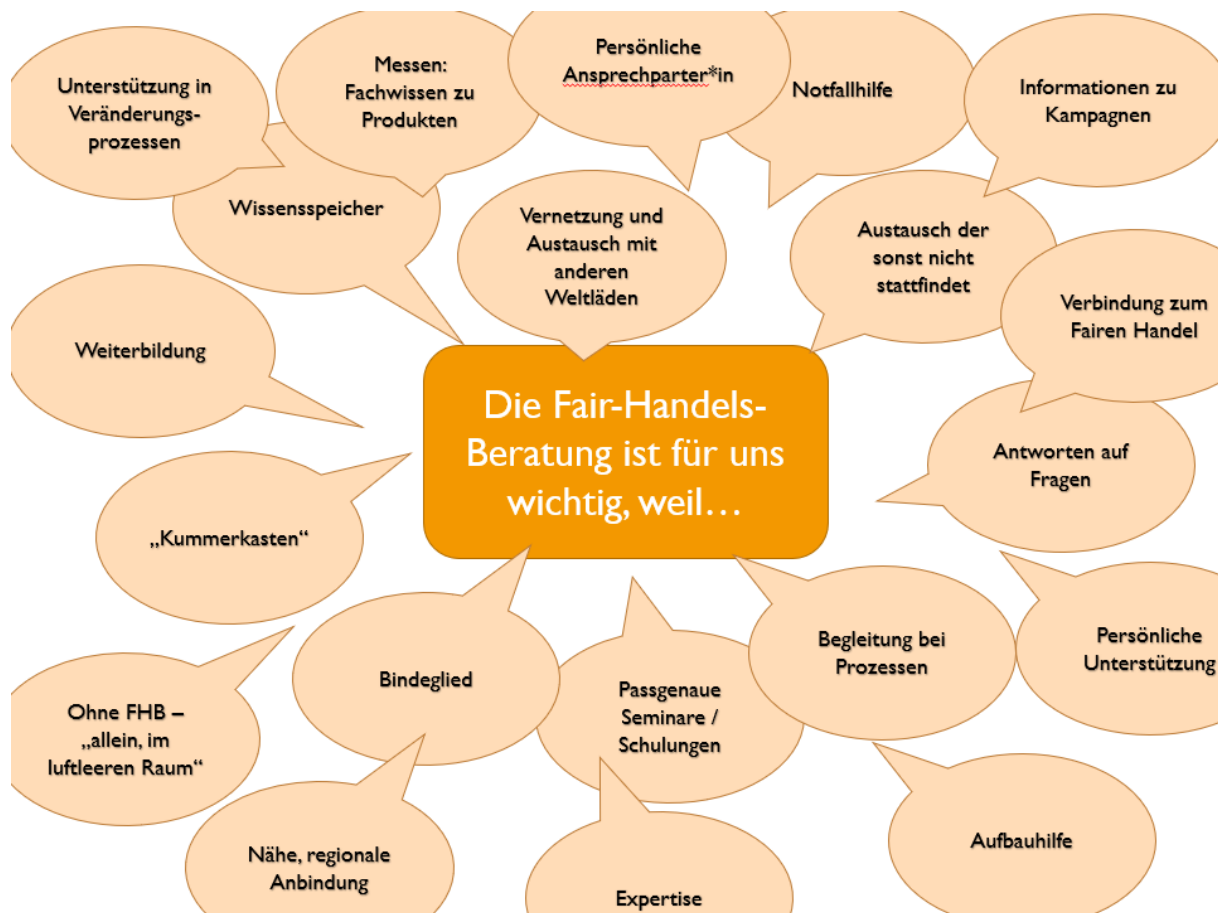 Unterstützung in
Veränderungs-
prozessen
Messen:
Fachwissen zu
Produkten
Persönliche
Ansprechparter*in
Notfallhilfe
Informationen zu
Kampagnen
Wissensspeicher
Vernetzung und
Austausch mit
anderen
Weltläden
Austausch der
sonst nicht
stattfindet
Verbindung zum
Fairen Handel
Weiterbildung
Die Fair-Handels-
Beratung ist für uns
wichtig, weil…
Antworten auf
Fragen
„Kummerkasten“
Bindeglied
Passgenaue
Seminare /
Schulungen
Begleitung bei
Prozessen
Persönliche
Unterstützung
Ohne FHB –
„allein, im
luftleeren Raum“
Nähe, regionale
Anbindung
Expertise
Aufbauhilfe